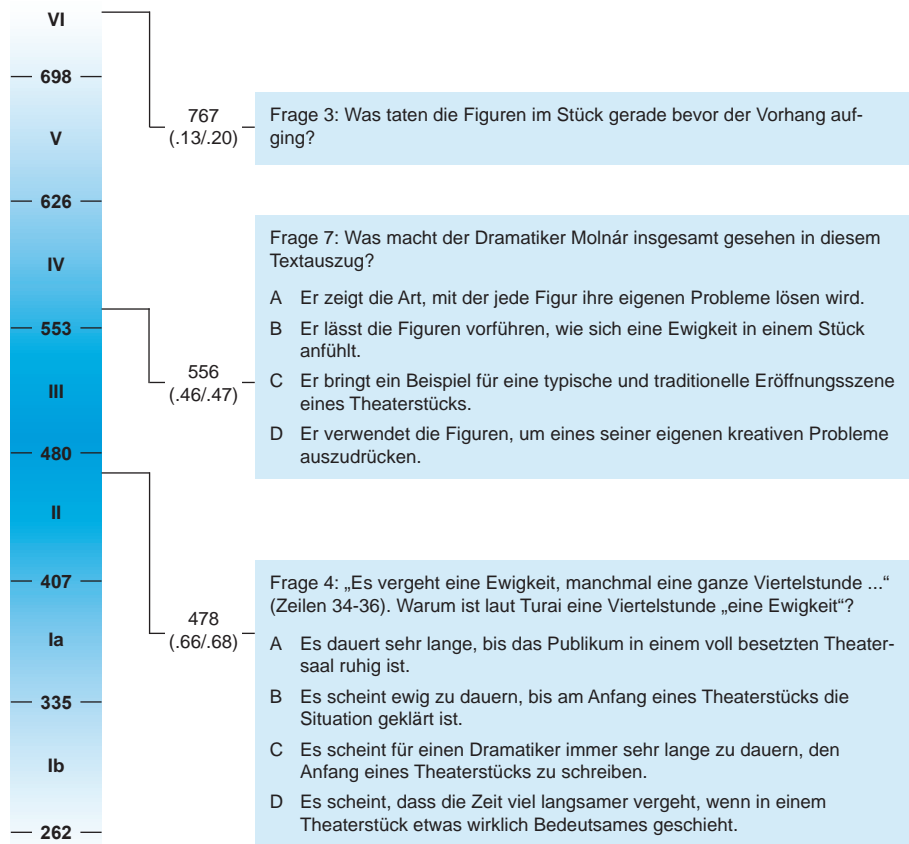 VI
698
V
626
IV
553
III
480
II
407
Ia
335
Ib
262
767
(.13/.20)
Frage 3: Was taten die Figuren im Stück gerade bevor der Vorhang auf-
ging?
556
(.46/.47)
Frage 7: Was macht der Dramatiker Molnár insgesamt gesehen in diesem
Textauszug?
A Er zeigt die Art, mit der jede Figur ihre eigenen Probleme lösen wird.
B Er lässt die Figuren vorführen, wie sich eine Ewigkeit in einem Stück
anfühlt.
C Er bringt ein Beispiel für eine typische und traditionelle Eröffnungsszene
eines Theaterstücks.
D Er verwendet die Figuren, um eines seiner eigenen kreativen Probleme
auszudrücken.
478
(.66/.68)
Frage 4: „Es vergeht eine Ewigkeit, manchmal eine ganze Viertelstunde ...“
(Zeilen 34-36). Warum ist laut Turai eine Viertelstunde „eine Ewigkeit“?
A Es dauert sehr lange, bis das Publikum in einem voll besetzten Theater-
saal ruhig ist.
B Es scheint ewig zu dauern, bis am Anfang eines Theaterstücks die
Situation geklärt ist.
C Es scheint für einen Dramatiker immer sehr lange zu dauern, den
Anfang eines Theaterstücks zu schreiben.
D Es scheint, dass die Zeit viel langsamer vergeht, wenn in einem
Theaterstück etwas wirklich Bedeutsames geschieht.